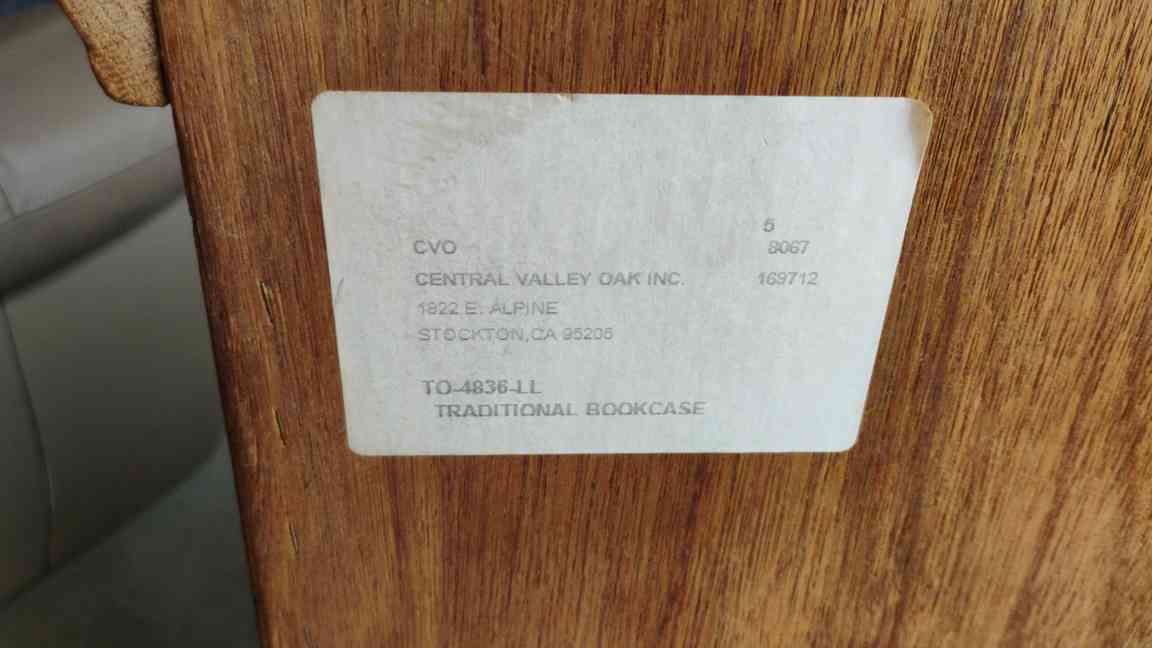 5
CVO 8067
CENTRAL VALLEY OAK INC. 169712
1822 E. ALPINE
STOCKTON,CA 95205
TO-4836-LL
TRADITIONAL BOOKCASE